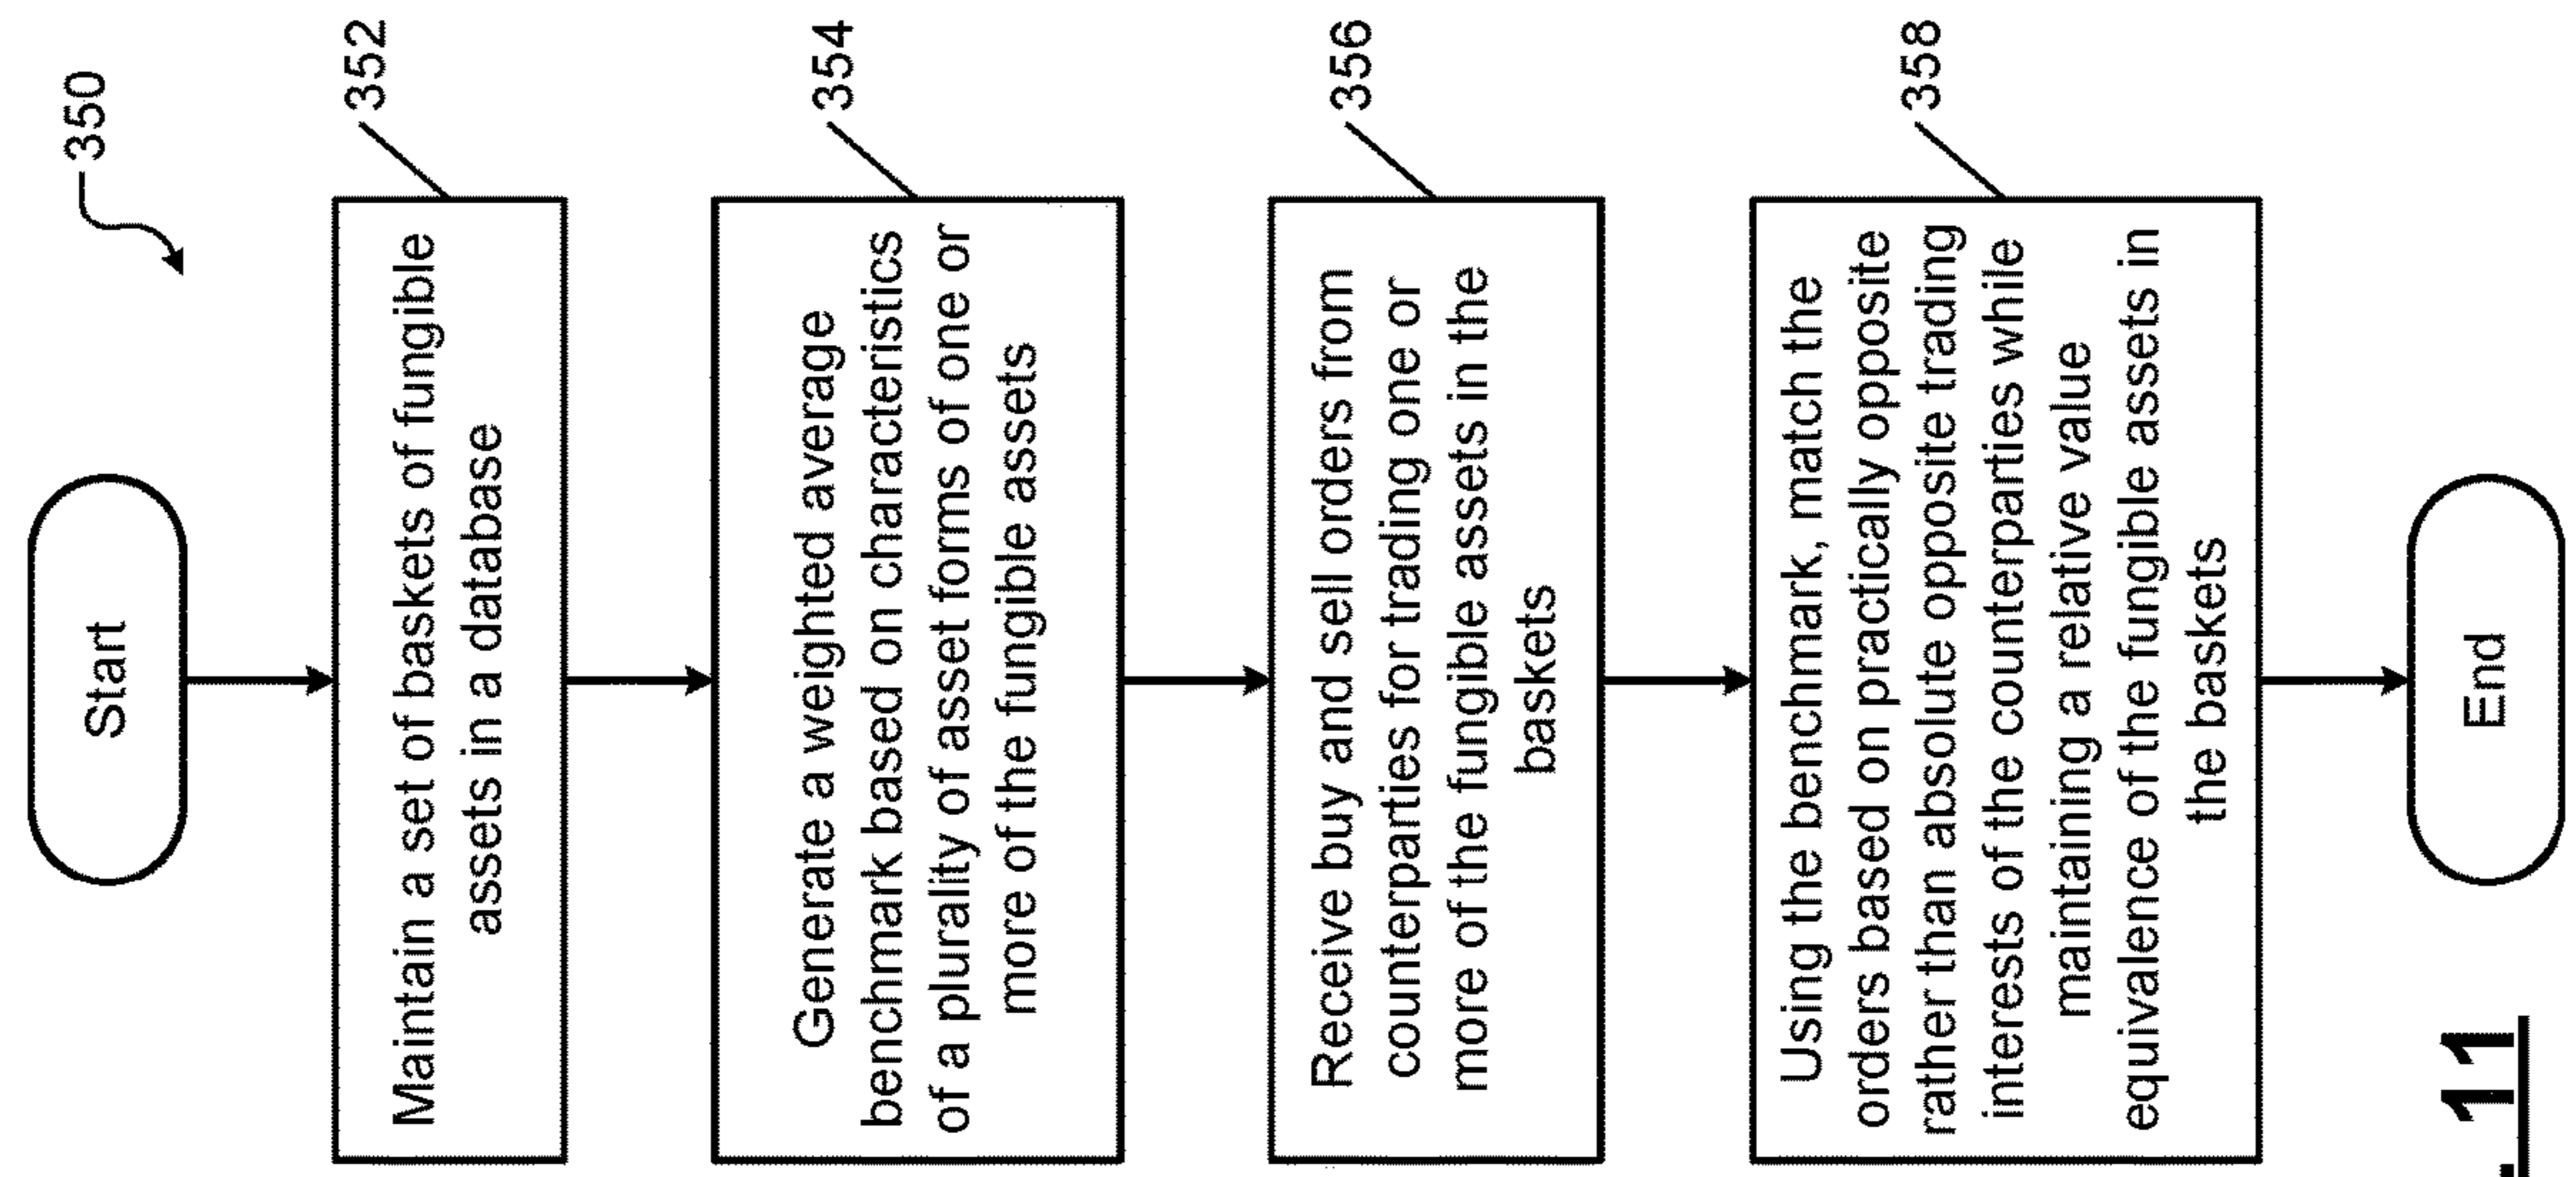 350
Start
Maintain a set of baskets of fungible
assets in a database
352
Generate a weighted average
benchmark based on characteristics
of a plurality of asset forms of one or
more of the fungible assets
354
Receive buy and sell orders from
counterparties for trading one or
more of the fungible assets in the
baskets
356
Using the benchmark, match the
orders based on practically opposite
rather than absolute opposite trading
interests of the counterparties while
maintaining a relative value
equivalence of the fungible assets in
the baskets
358
End
. 11